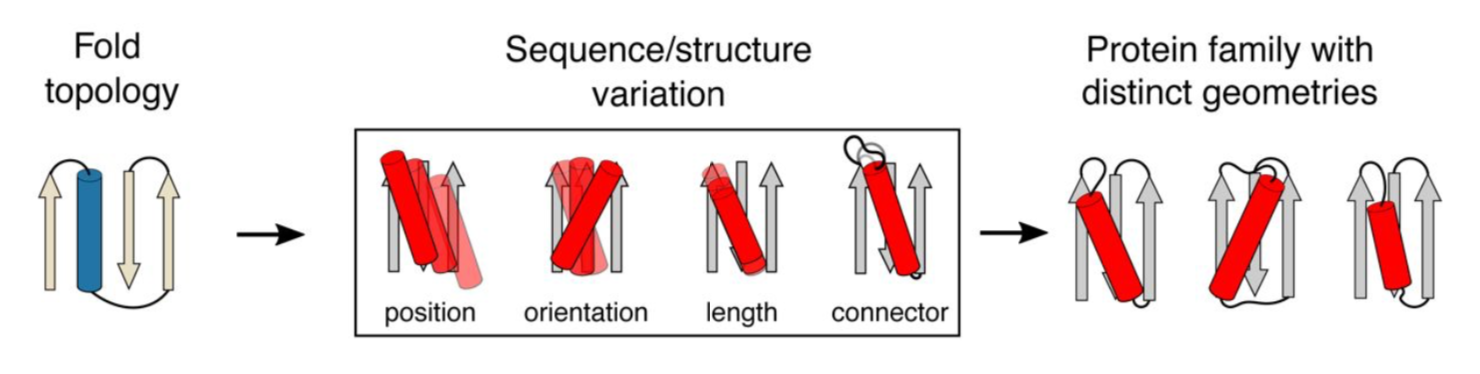 Fold
topology
Sequence/structure
variation
position
orientation
length
connector
Protein family with
distinct geometries